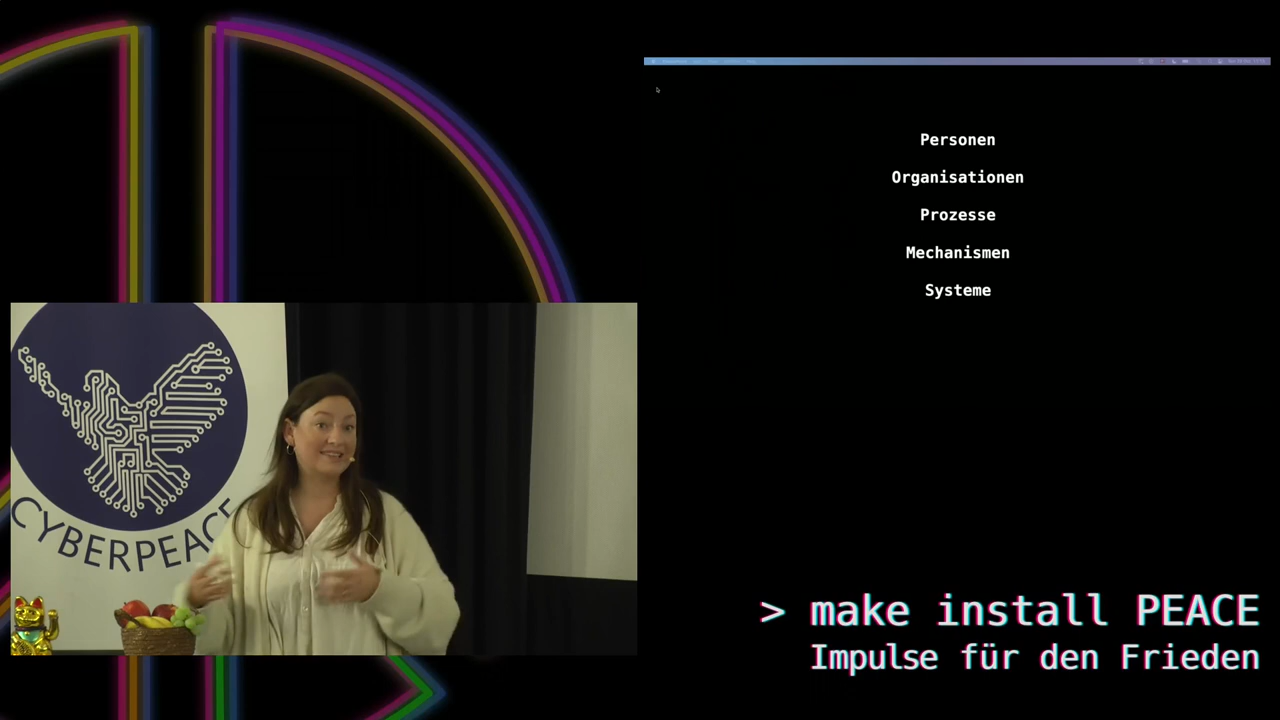 Personen
Organisationen
Prozesse
Mechanismen
Systeme
CYBERPEACE
> make install PEACE
Impulse für den Frieden